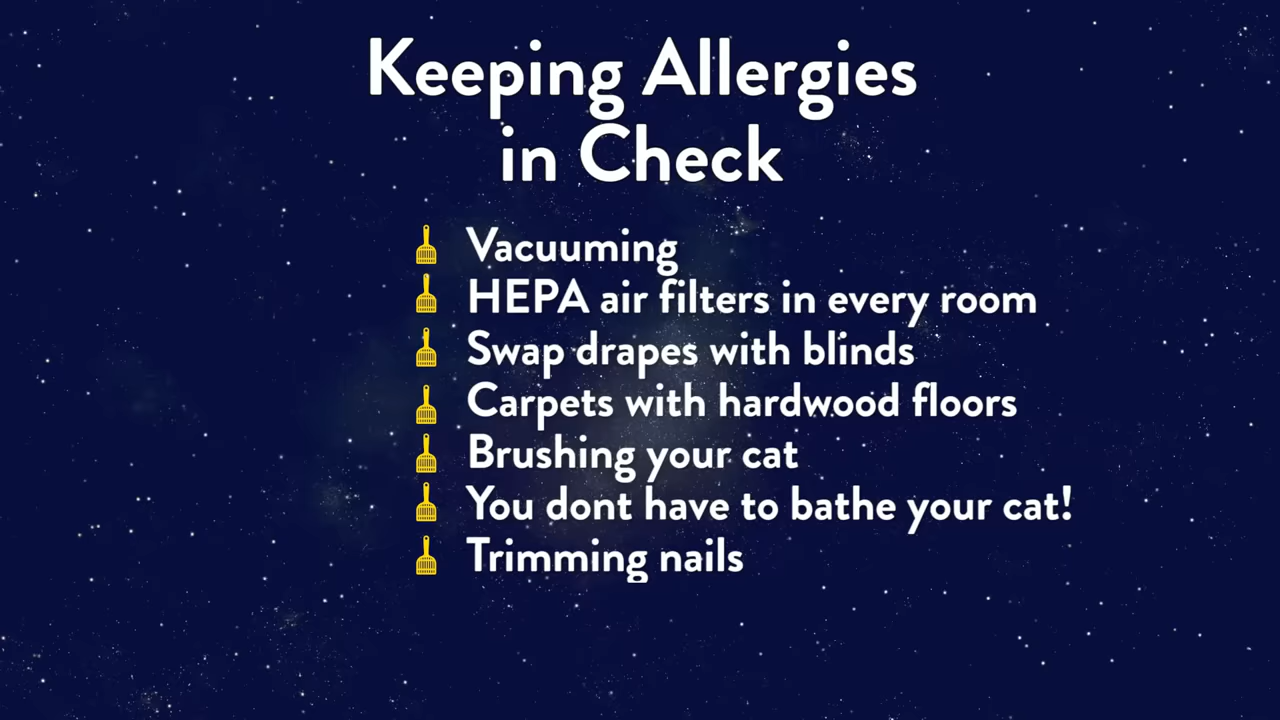 Keeping Allergies
in Check
Vacuuming
HEPA air filters in every room
Swap drapes with blinds
Carpets with hardwood floors
Brushing your cat
You dont have to bathe your cat!
Trimming nails